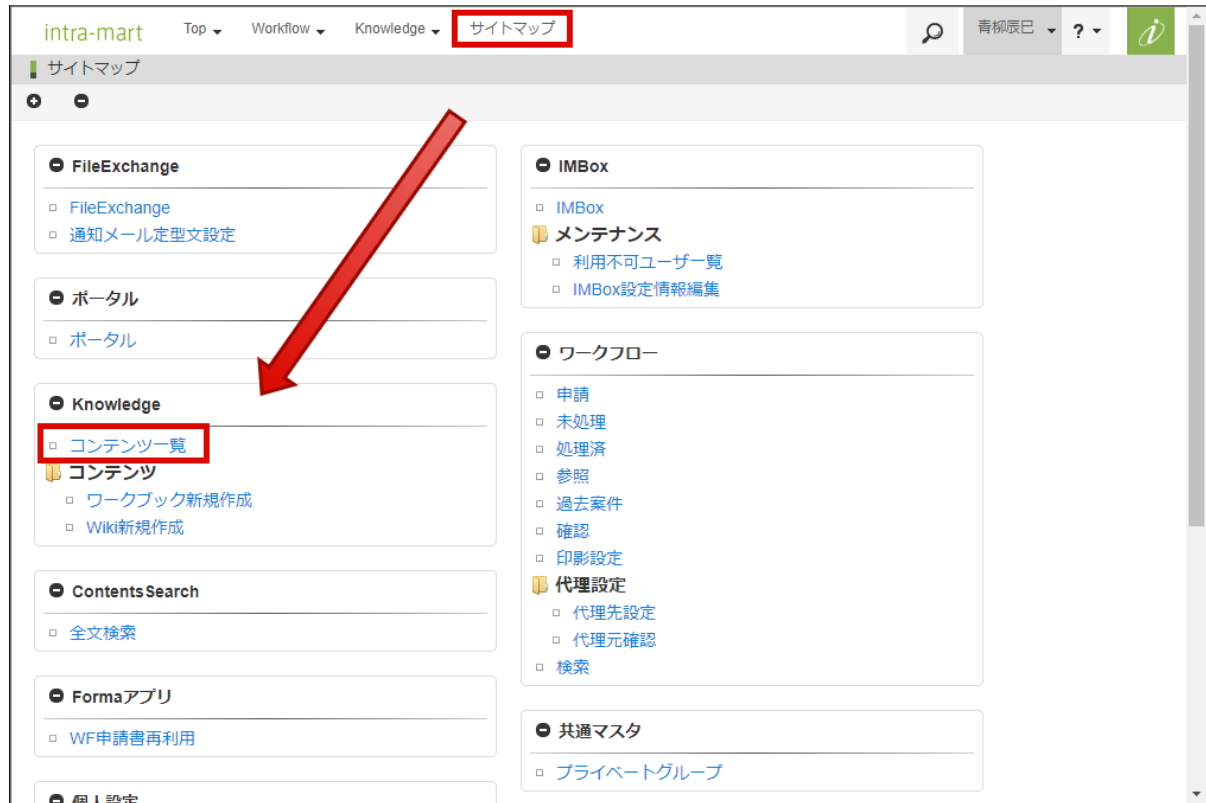 intra-mart Top Workflow Knowledge サイトマップ 青柳辰巳 ?
サイトマップ
FileExchange
FileExchange
通知メール定型文設定
ポータル
ポータル
Knowledge
コンテンツ一覧
コンテンツ
ワークブック新規作成
Wiki新規作成
ContentsSearch
全文検索
Formaアプリ
WF申請書再利用
個人設定
IMBox
IMBox
メンテナンス
利用不可ユーザ一覧
IMBox設定情報編集
ワークフロー
申請
未処理
処理済
参照
過去案件
確認
印影設定
代理設定
代理先設定
代理元確認
検索
共通マスタ
プライベートグループ